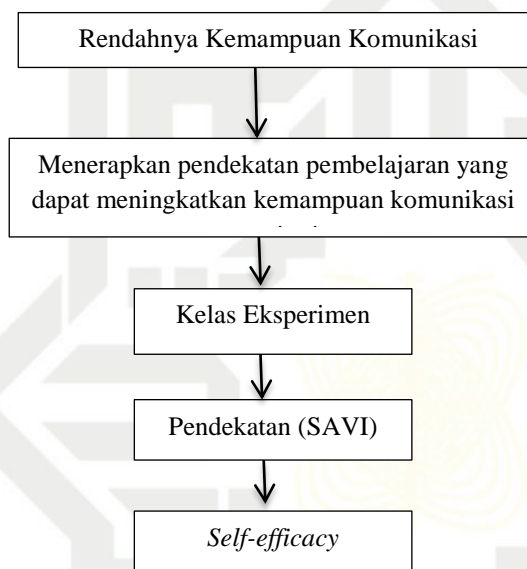 Rendahnya Kemampuan Komunikasi
Menerapkan pendekatan pembelajaran yang
dapat meningkatkan kemampuan komunikasi
Kelas Eksperimen
Pendekatan (SAVI)
Self-efficacy